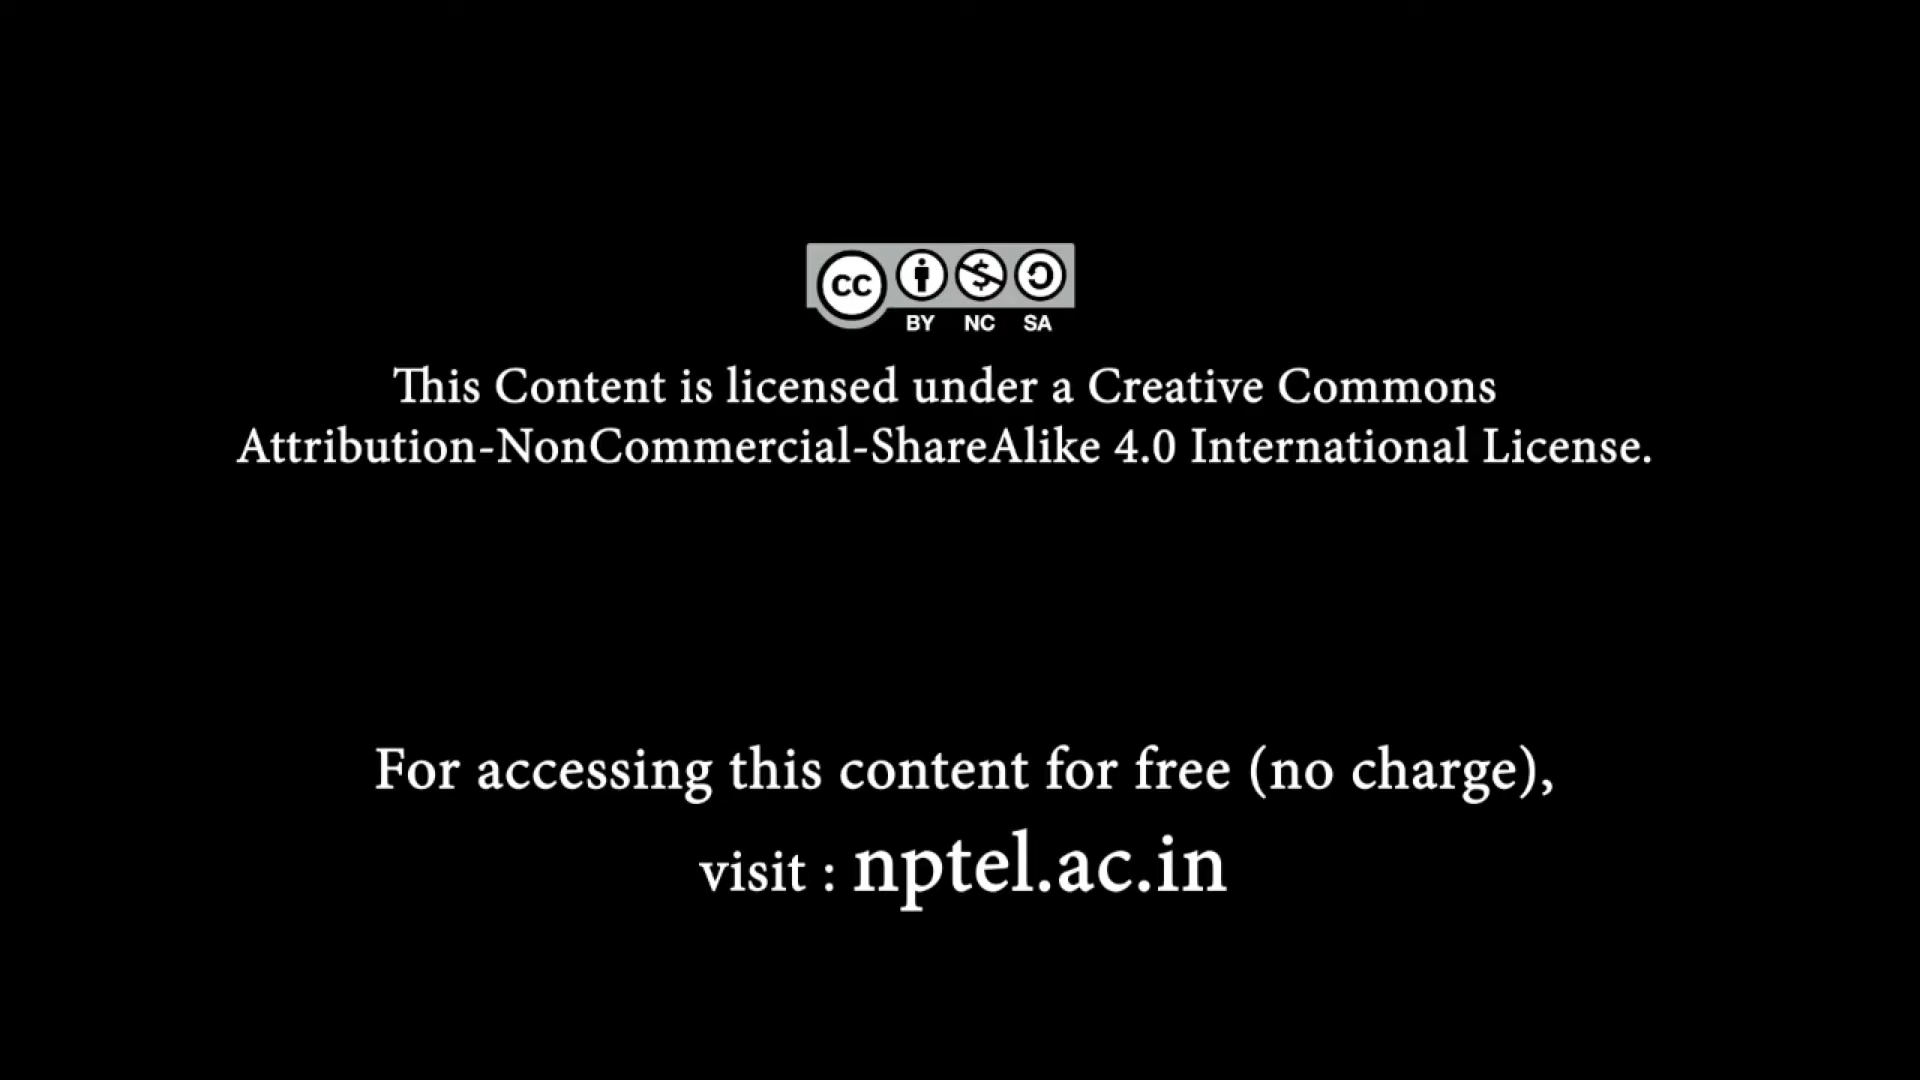 CC BY NC SA
This Content is licensed under a Creative Commons
Attribution-NonCommercial-ShareAlike 4.0 International License.
For accessing this content for free (no charge),
visit : nptel.ac.in